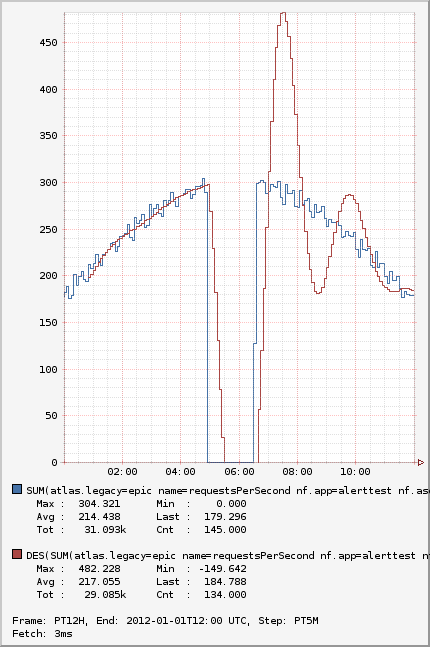 450
400
350
300
250
200
150
100
50
0
02:00 04:00 06:00 08:00 10:00
SUM(atlas.legacy=epic name=requestsPerSecond nf.app=alerttest nf.as
Max : 304.321 Min : 0.000
Avg : 214.438 Last : 179.296
Tot : 31.093k Cnt : 145.000
DES(SUM(atlas.legacy=epic name=requestsPerSecond nf.app=alerttest n
Max : 482.228 Min : -149.642
Avg : 217.055 Last : 184.788
Tot : 29.085k Cnt : 134.000
Frame: PT12H, End: 2012-01-01T12:00 UTC, Step: PT5M
Fetch: 3ms